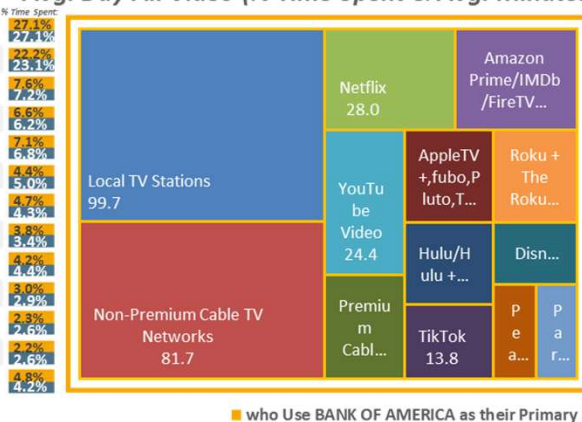 % Time Spent:
27.1%
27.1%
22.2%
23.1%
7.6%
7.2%
6.6%
6.2%
7.1%
6.8%
4.4%
5.0%
4.7%
4.3%
3.8%
3.4%
4.2%
4.4%
3.0%
2.9%
2.3%
2.6%
2.2%
2.6%
4.8%
4.2%
Local TV Stations
99.7
Non-Premium Cable TV
Networks
81.7
Netflix
28.0
Amazon
Prime/IMDb
/FireTV...
YouTu
be
Video
24.4
AppleTV
+,fubo,P
luto,T...
Roku +
The
Roku...
Hulu/H
ulu +...
Disn...
Premiu
m
Cabl...
TikTok
13.8
P
e
a...
P
a
r...
who Use BANK OF AMERICA as their Primary